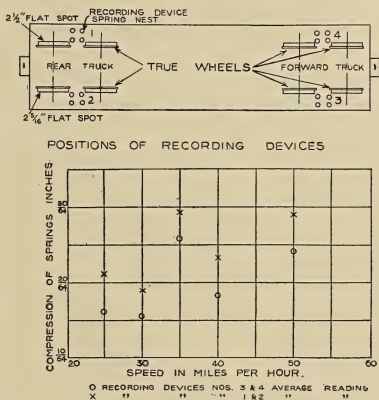 2½" FLAT SPOT
RECORDING DEVICE
SPRING NEST
1
4
REAR TRUCK
TRUE WHEELS
FORWARD TRUCK
2
3
2 5/16" FLAT SPOT
POSITIONS OF RECORDING DEVICES
COMPRESSION OF SPRINGS INCHES
30/64
20/64
10/64
20 30 40 50 60
SPEED IN MILES PER HOUR.
O RECORDING DEVICES NOS. 3 & 4 AVERAGE READING
X " " " 1 & 2 " "